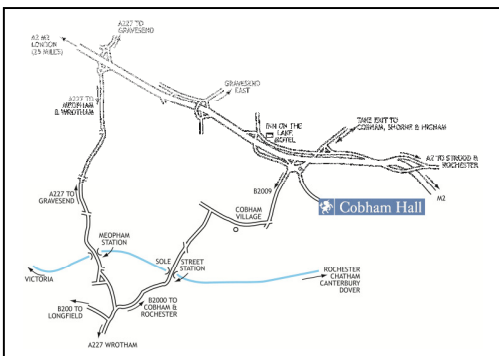 A227 TO
GRAVESEND
A2 M2
LONDON
(25 MILES)
GRAVESEND
EAST
A227 TO
MEOPHAM
& WROTHAM
INN ON THE
LAKE
HOTEL
TAKE EXIT TO
COBHAM, SHORNE & HIGHAM
A2 TO STROOD &
ROCHESTER
M2
B2009
Cobham Hall
A227 TO
GRAVESEND
COBHAM
VILLAGE
MEOPHAM
STATION
SOLE
STREET
STATION
VICTORIA
ROCHESTER
CHATHAM
CANTERBURY
DOVER
B200 TO
LONGFIELD
B2000 TO
COBHAM &
ROCHESTER
A227 WROTHAM